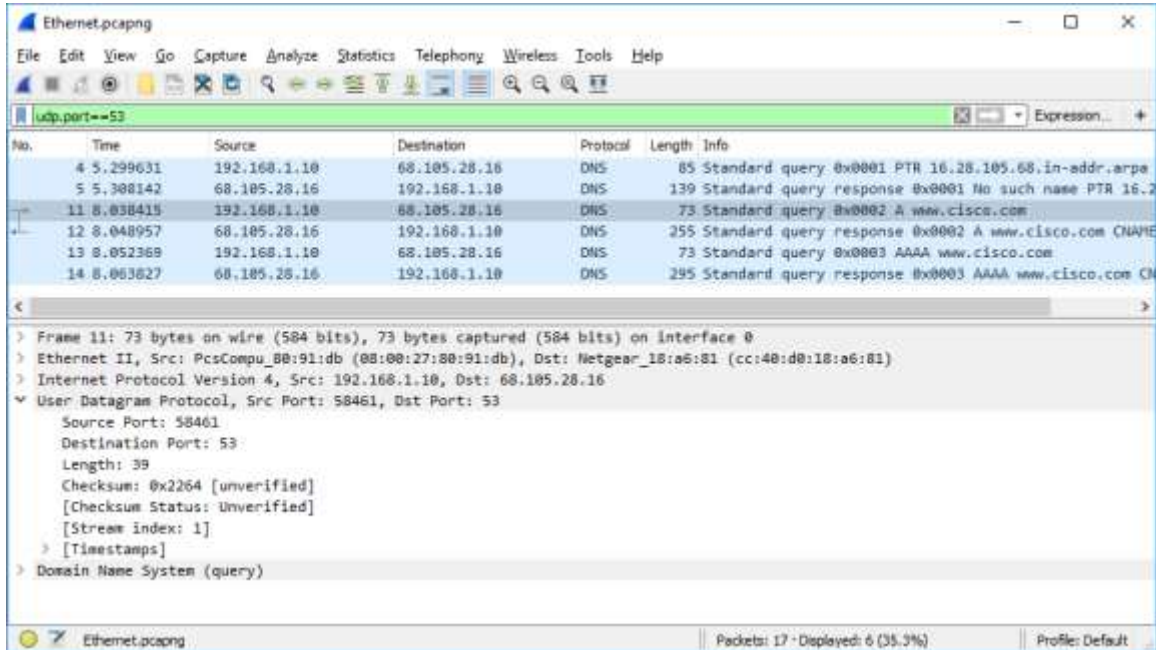 Ethernet.pcapng
File Edit View Go Capture Analyze Statistics Telephony Wireless Tools Help
udp.port==53 Expression... +
No. Time Source Destination Protocol Length Info
4 5.299631 192.168.1.10 68.105.28.16 DNS 85 Standard query 0x0001 PTR 16.28.105.68.in-addr.arpa
5 5.308142 68.105.28.16 192.168.1.10 DNS 139 Standard query response 0x0001 No such name PTR 16.2
11 8.038415 192.168.1.10 68.105.28.16 DNS 73 Standard query 0x0002 A www.cisco.com
12 8.048957 68.105.28.16 192.168.1.10 DNS 255 Standard query response 0x0002 A www.cisco.com CNAME
13 8.052369 192.168.1.10 68.105.28.16 DNS 73 Standard query 0x0003 AAAA www.cisco.com
14 8.063827 68.105.28.16 192.168.1.10 DNS 295 Standard query response 0x0003 AAAA www.cisco.com CN
Frame 11: 73 bytes on wire (584 bits), 73 bytes captured (584 bits) on interface 0
Ethernet II, Src: PcsCompu_80:91:db (08:00:27:80:91:db), Dst: Netgear_18:a6:81 (cc:40:d0:18:a6:81)
Internet Protocol Version 4, Src: 192.168.1.10, Dst: 68.105.28.16
User Datagram Protocol, Src Port: 58461, Dst Port: 53
Source Port: 58461
Destination Port: 53
Length: 39
Checksum: 0x2264 [unverified]
[Checksum Status: Unverified]
[Stream index: 1]
[Timestamps]
Domain Name System (query)
Ethernet.pcapng Packets: 17 · Displayed: 6 (35.3%) Profile: Default